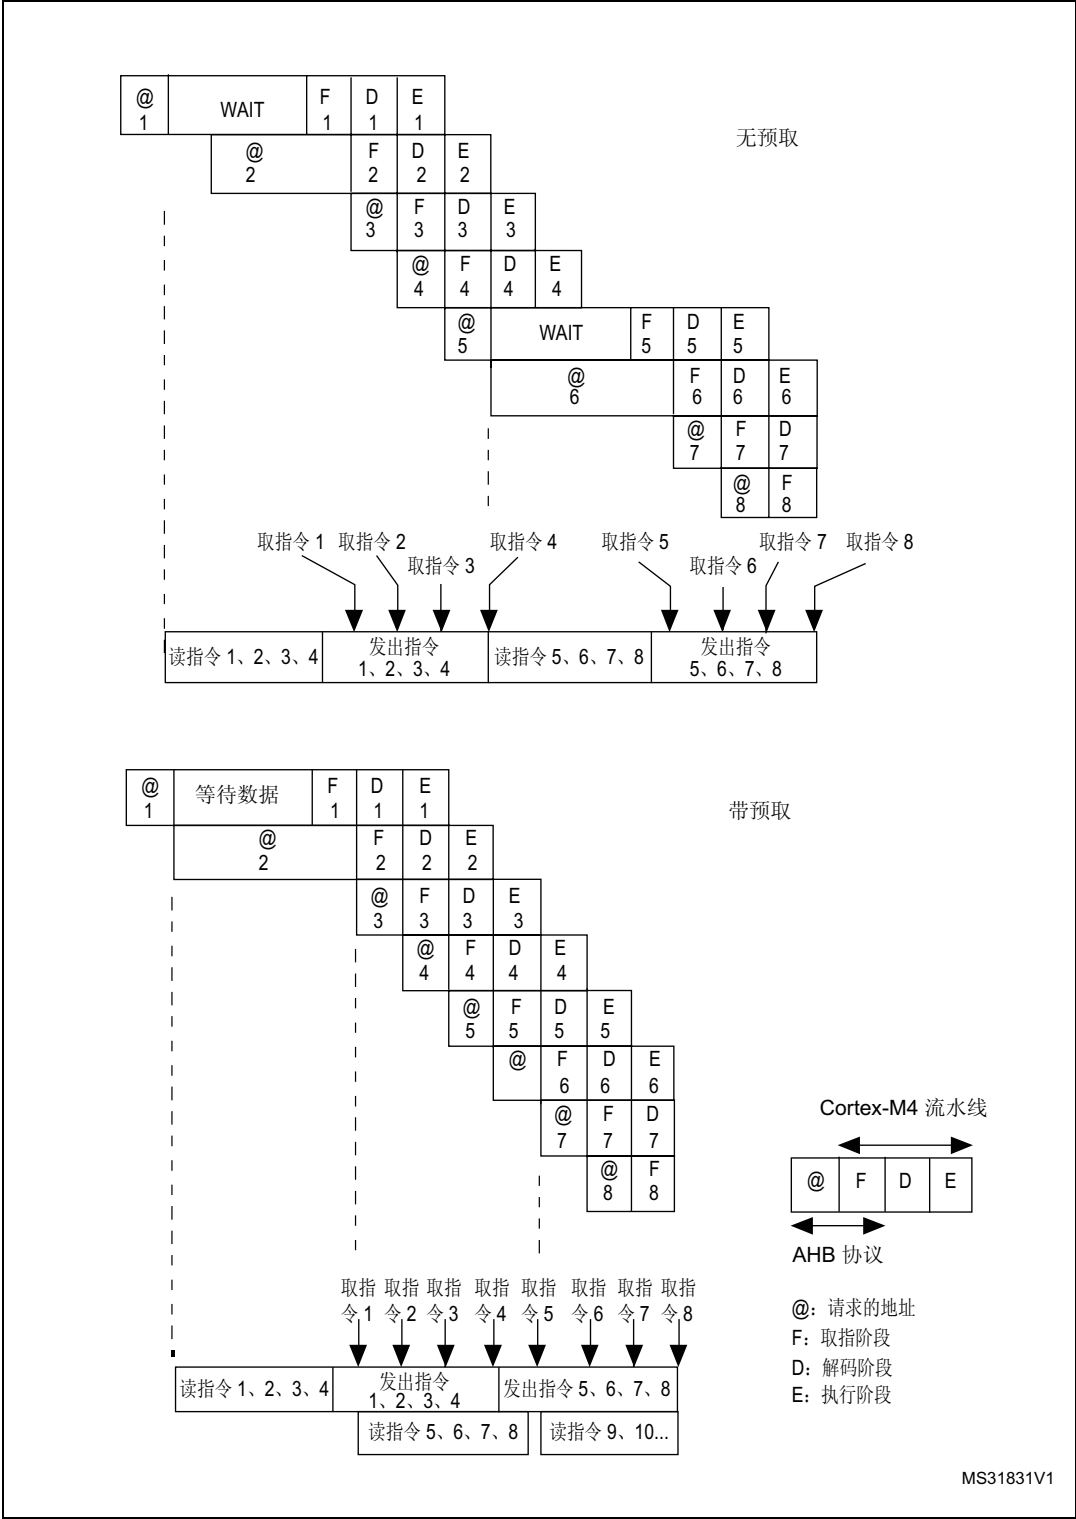 @ 1
WAIT
F 1
D 1
E 1
无预取
@ 2
F 2
D 2
E 2
@ 3
F 3
D 3
E 3
@ 4
F 4
D 4
E 4
@ 5
WAIT
F 5
D 5
E 5
@ 6
F 6
D 6
E 6
@ 7
F 7
D 7
@ 8
F 8
取指令 1
取指令 2
取指令 3
取指令 4
取指令 5
取指令 6
取指令 7
取指令 8
读指令 1、2、3、4
发出指令
1、2、3、4
读指令 5、6、7、8
发出指令
5、6、7、8
@ 1
等待数据
F 1
D 1
E 1
带预取
@ 2
F 2
D 2
E 2
@ 3
F 3
D 3
E 3
@ 4
F 4
D 4
E 4
@ 5
F 5
D 5
E 5
@
F 6
D 6
E 6
@ 7
F 7
D 7
@ 8
F 8
Cortex-M4 流水线
@ F D E
AHB 协议
@：请求的地址
F：取指阶段
D：解码阶段
E：执行阶段
取指
令 1
取指
令 2
取指
令 3
取指
令 4
取指
令 5
取指
令 6
取指
令 7
取指
令 8
读指令 1、2、3、4
发出指令
1、2、3、4
发出指令 5、6、7、8
读指令 5、6、7、8
读指令 9、10...
MS31831V1